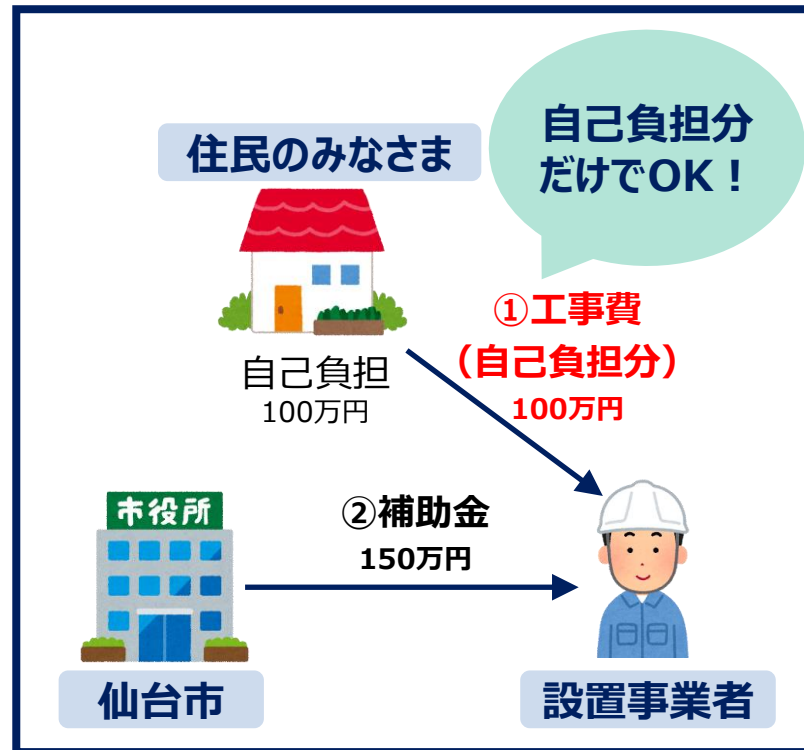 自己負担分
だけでOK！
住民のみなさま
①工事費
（自己負担分）
100万円
自己負担
100万円
市役所
②補助金
150万円
仙台市
設置事業者